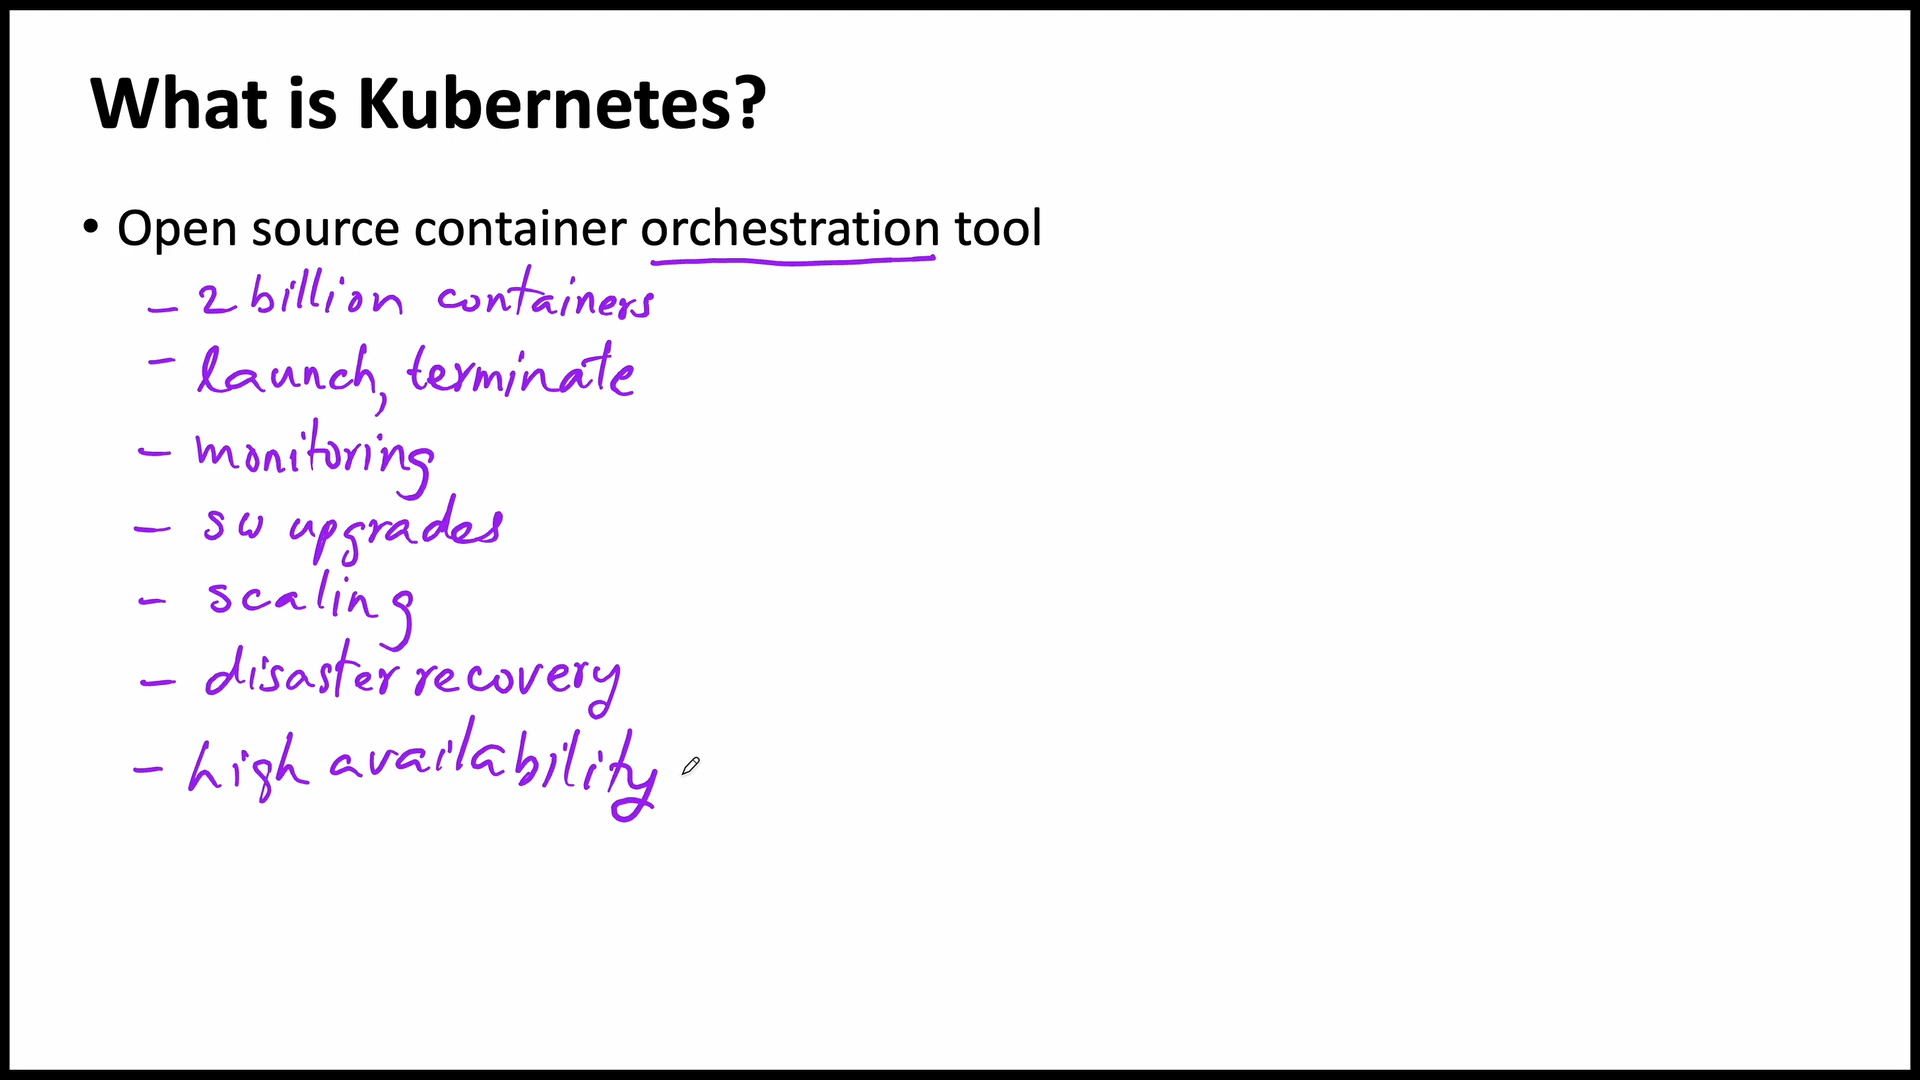 What is Kubernetes?
• Open source container orchestration tool
– 2 billion containers
– launch, terminate
– monitoring
– sw upgrades
– scaling
– disaster recovery
– high availability